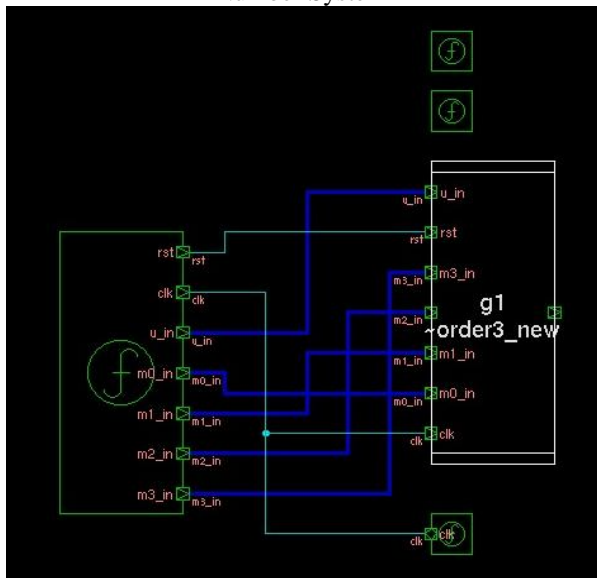 u_in
u_in
rst
rst
rst
rst
m3_in
m3_in
clk
clk
g1
m2_in
~order3_new
u_in
u_in
m1_in
m1_in
m0_in
m0_in
m0_in
m0_in
m1_in
m1_in
clk
clk
m2_in
m2_in
m3_in
m3_in
clk
clk